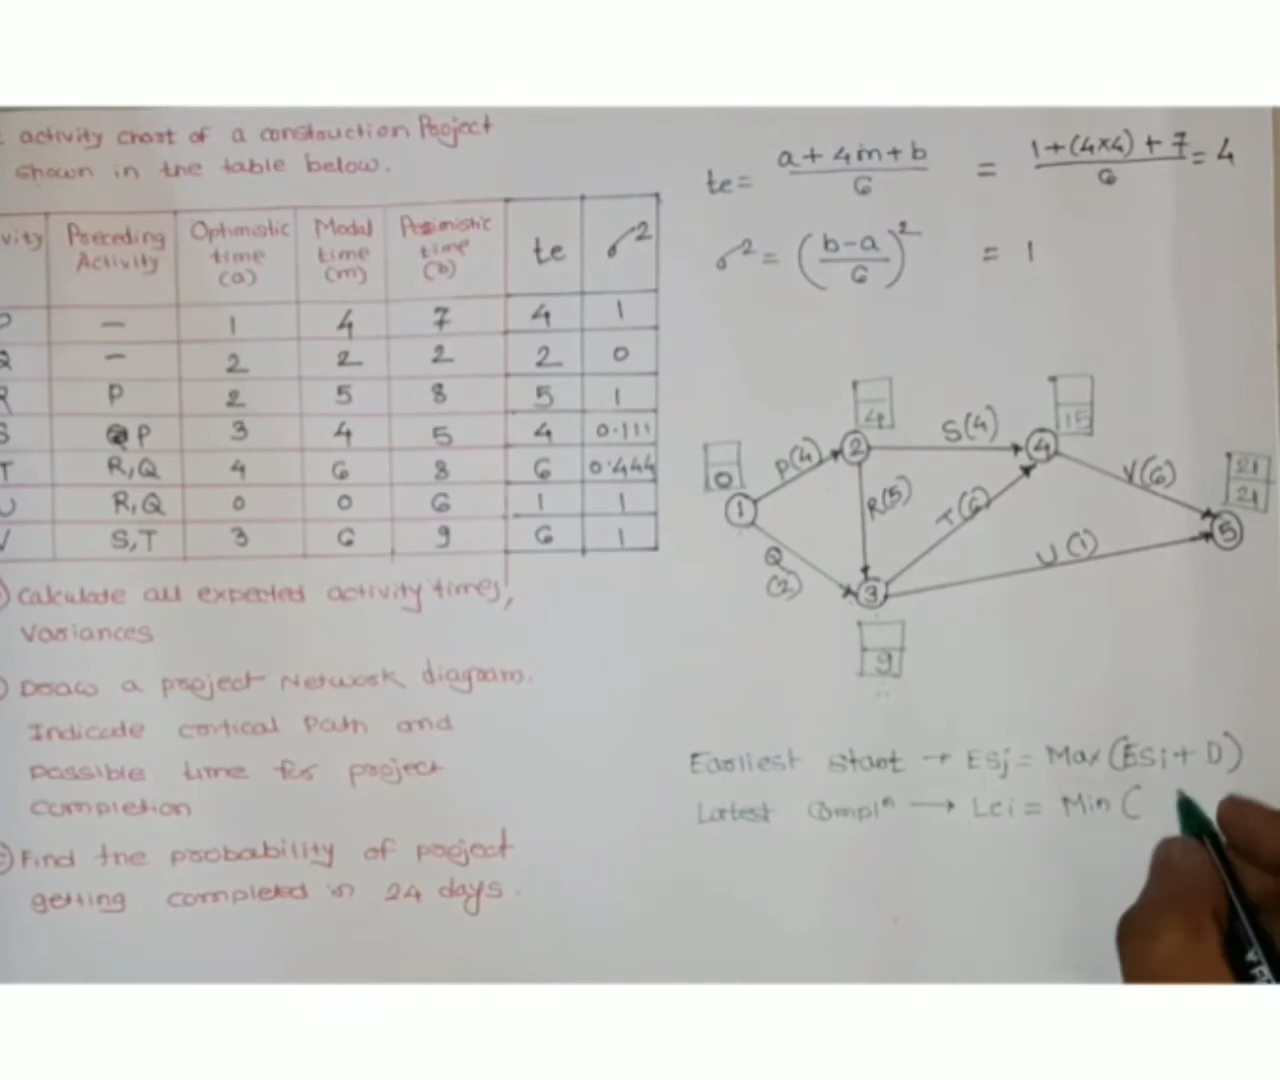 activity chart of a construction Project
shown in the table below.
vity Preceding Activity Optimistic time (a) Modal time (m) Pessimistic time (b) te σ²
P — 1 4 7 4 1
Q — 2 2 2 2 0
R P 2 5 8 5 1
S P 3 4 5 4 0.111
T R,Q 4 6 8 6 0.444
U R,Q 0 0 6 1 1
V S,T 3 6 9 6 1
Calculate all expected activity times,
Variances
Draw a project Network diagram.
Indicade cortical Path and
possible time for project
completion
Find the probability of project
getting completed in 24 days.
te = a + 4m + b / 6 = 1 + (4×4) + 7 / 6 = 4
σ² = (b-a / 6)² = 1
4
15
S(4)
P(4)
2
4
0
V(6)
21
21
1
R(5)
T(6)
5
Q
(2)
U(1)
3
9
Earliest start → ESj = Max (ESi + D)
Latest Complⁿ → Lci = Min (